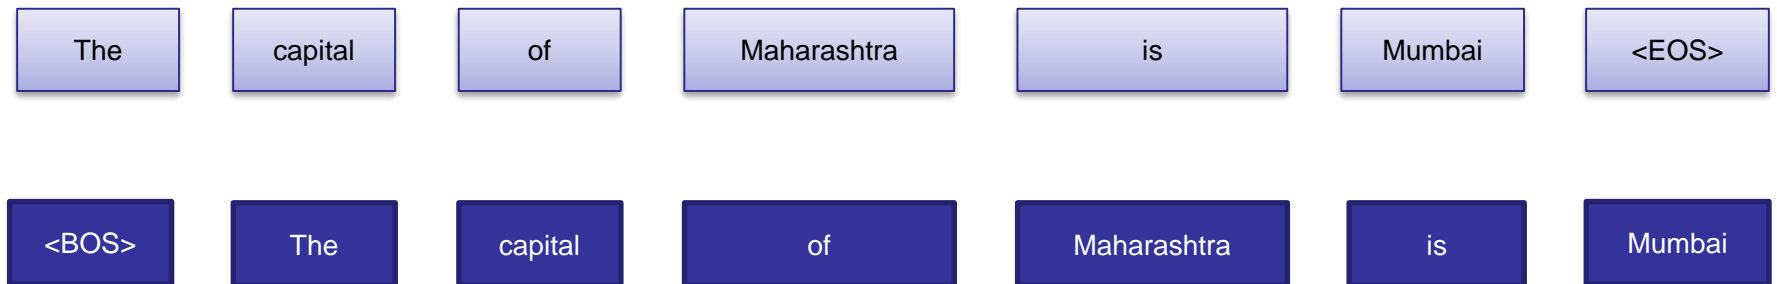 The capital of Maharashtra is Mumbai <EOS>
<BOS> The capital of Maharashtra is Mumbai